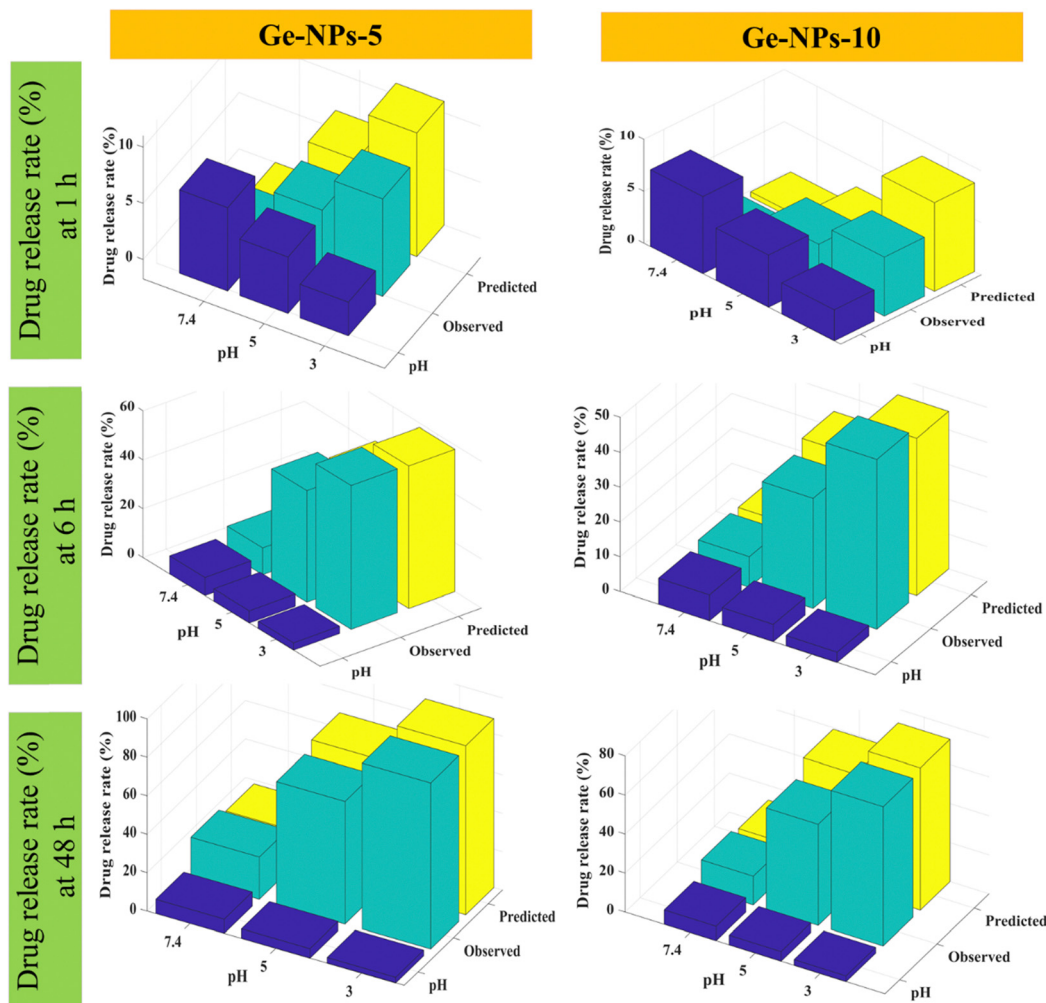 Ge-NPs-5
Ge-NPs-10
Drug release rate (%)
at 1 h
Drug release rate (%)
10
5
0
7.4
5
3
pH
Predicted
Observed
pH
Drug release rate (%)
10
5
0
7.4
5
3
pH
Predicted
Observed
pH
Drug release rate (%)
at 6 h
Drug release rate (%)
60
40
20
0
7.4
5
3
pH
Predicted
Observed
pH
Drug release rate (%)
50
40
30
20
10
0
7.4
5
3
pH
Predicted
Observed
pH
Drug release rate (%)
at 48 h
Drug release rate (%)
100
80
60
40
20
0
7.4
5
3
pH
Predicted
Observed
pH
Drug release rate (%)
80
60
40
20
0
7.4
5
3
pH
Predicted
Observed
pH